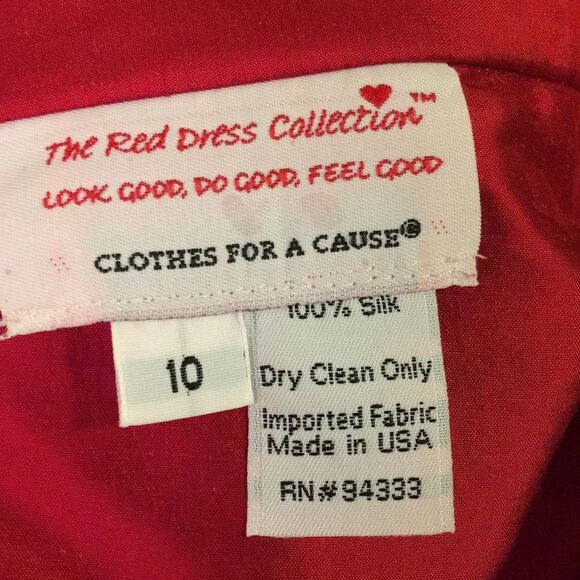 The Red Dress Collection™
LOOK GOOD, DO GOOD, FEEL GOOD
CLOTHES FOR A CAUSE©
10
100% Silk
Dry Clean Only
Imported Fabric
Made in USA
RN#94333